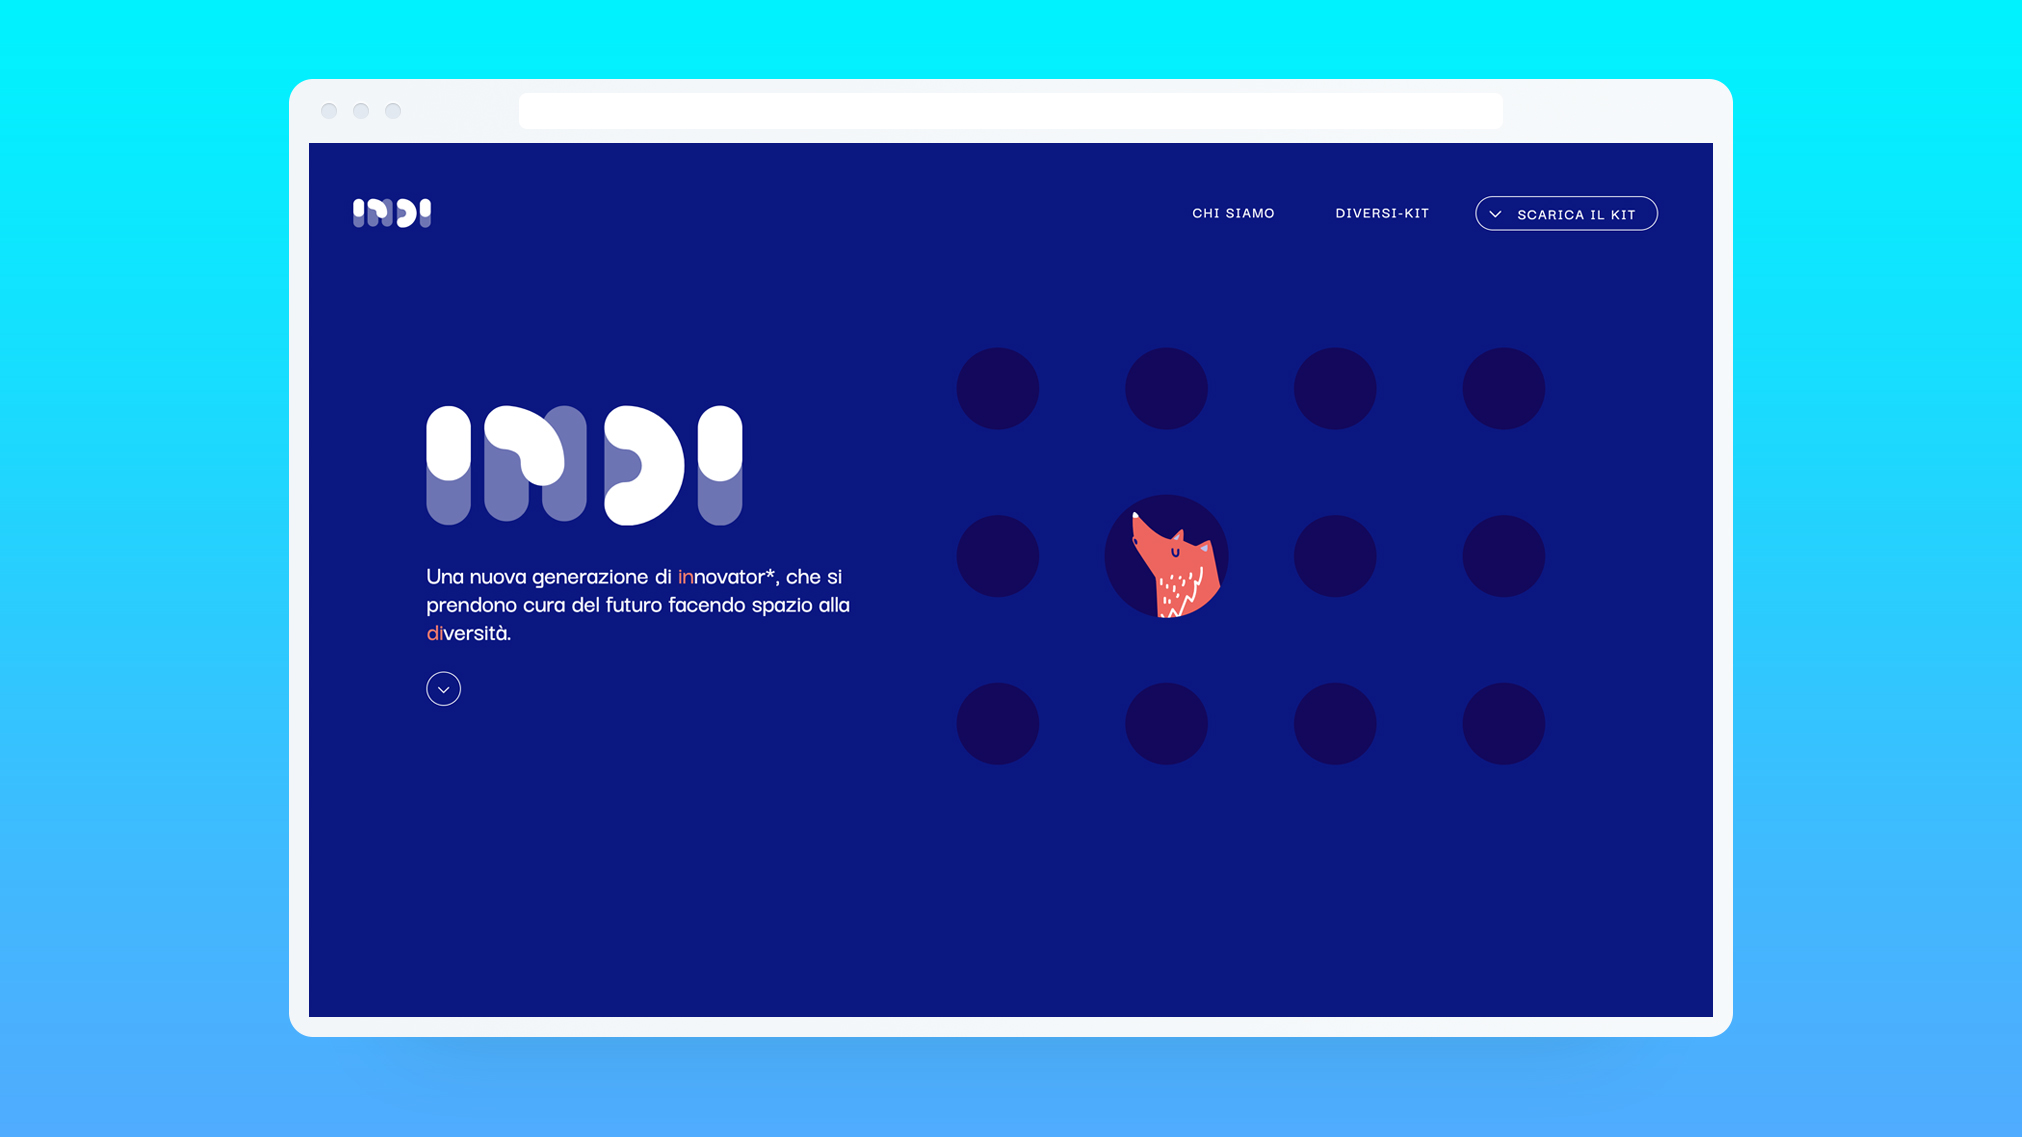 INDI
CHI SIAMO
DIVERSI-KIT
SCARICA IL KIT
INDI
Una nuova generazione di innovator*, che si
prendono cura del futuro facendo spazio alla
diversità.